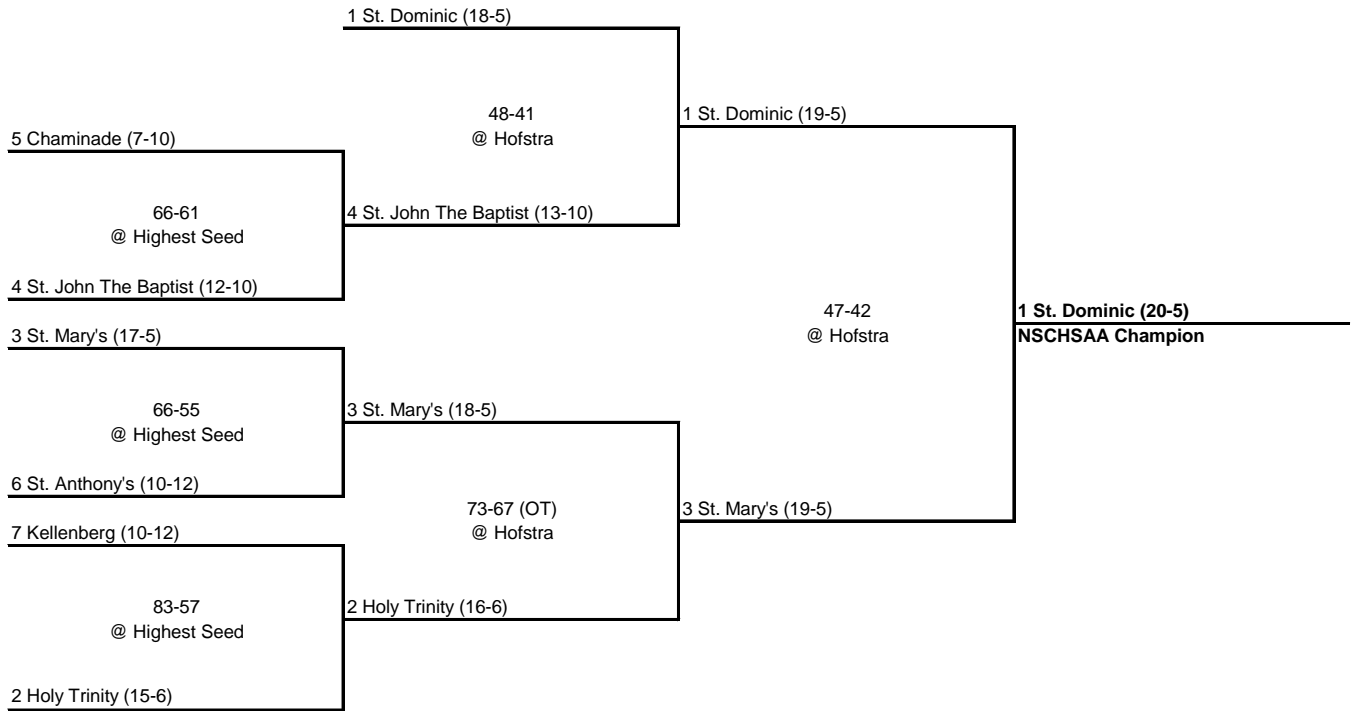 1 St. Dominic (18-5)
48-41
@ Hofstra
1 St. Dominic (19-5)
5 Chaminade (7-10)
66-61
@ Highest Seed
4 St. John The Baptist (13-10)
4 St. John The Baptist (12-10)
47-42
@ Hofstra
1 St. Dominic (20-5)
NSCHSAA Champion
3 St. Mary's (17-5)
66-55
@ Highest Seed
3 St. Mary's (18-5)
6 St. Anthony's (10-12)
73-67 (OT)
@ Hofstra
3 St. Mary's (19-5)
7 Kellenberg (10-12)
83-57
@ Highest Seed
2 Holy Trinity (16-6)
2 Holy Trinity (15-6)